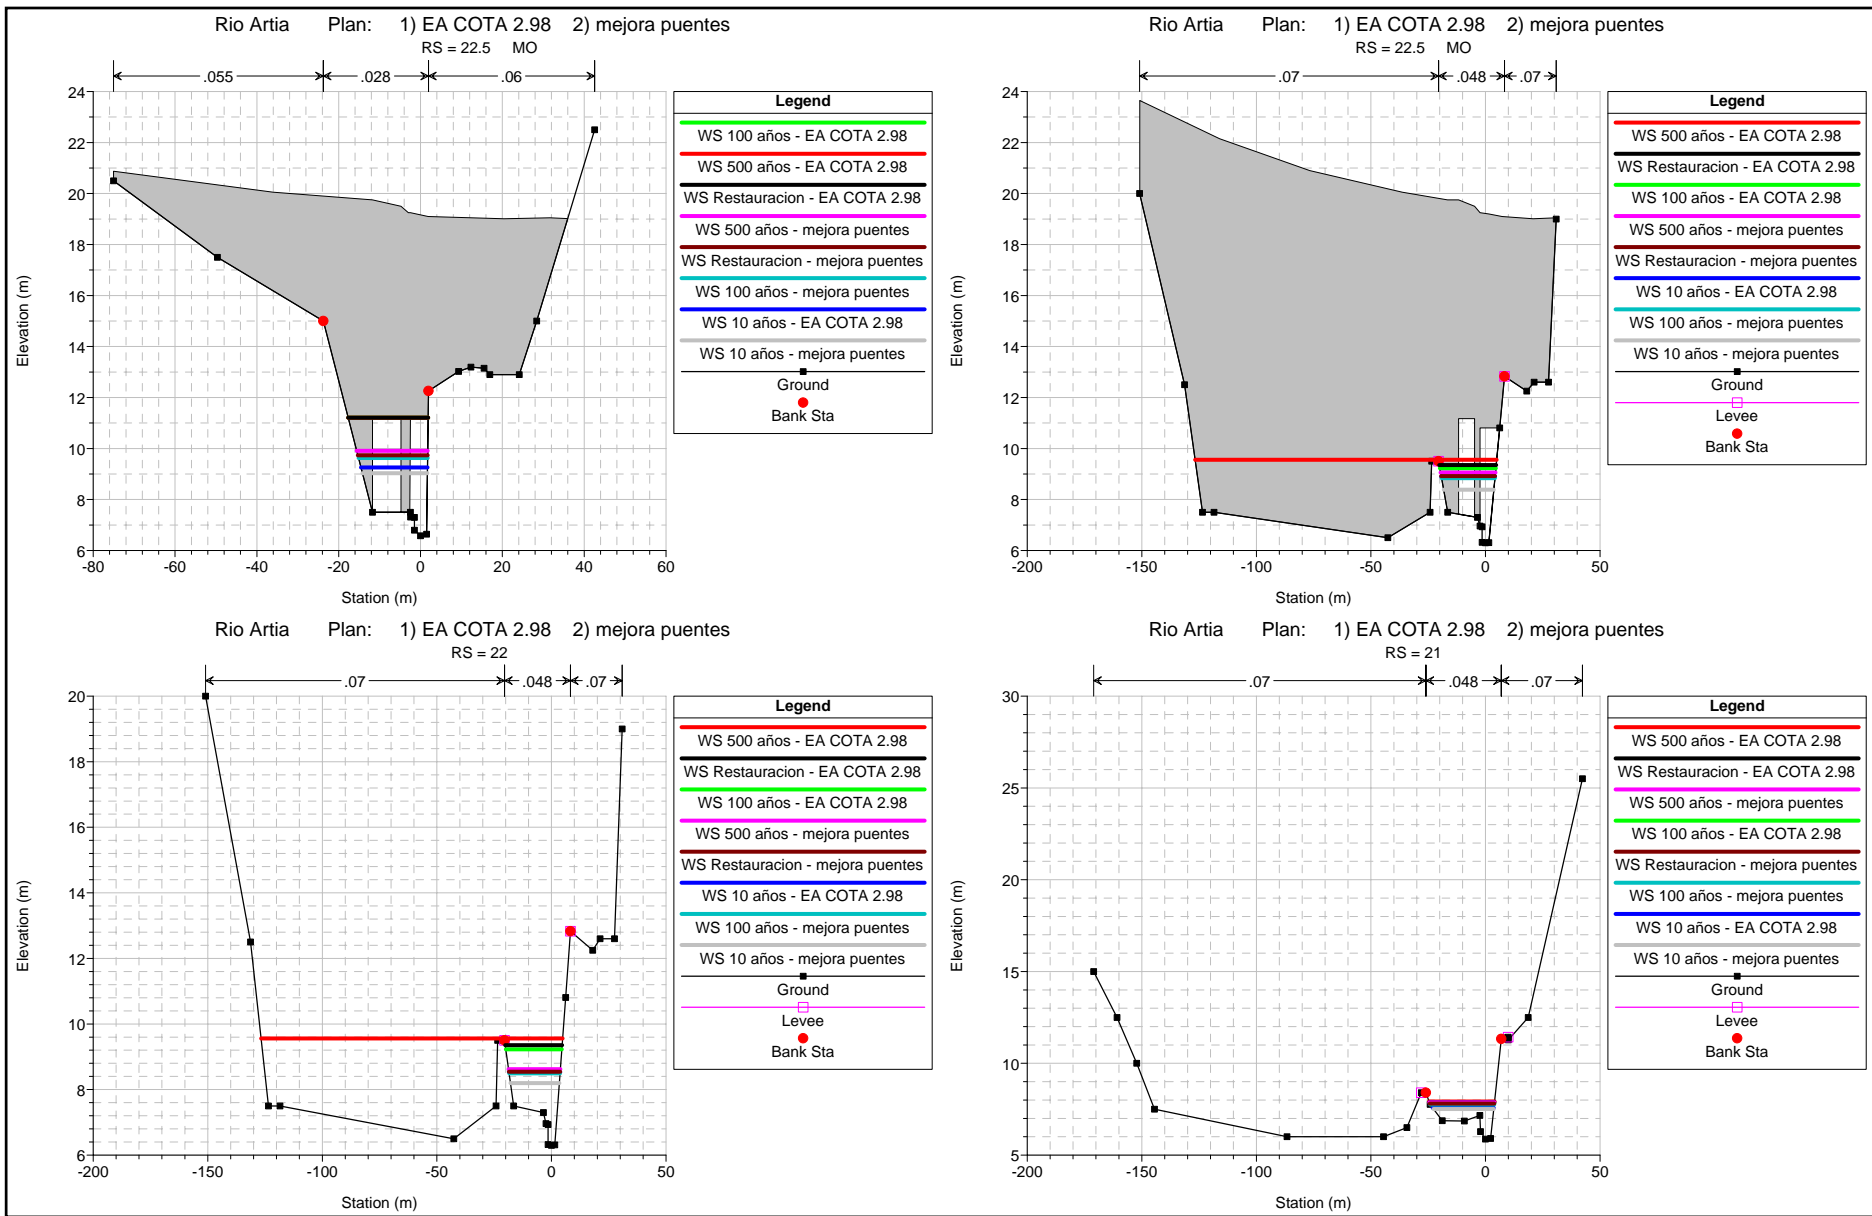 Rio Artia Plan: 1) EA COTA 2.98 2) mejora puentes
RS = 22.5 MO
.055 .028 .06
24
22
20
18
16
14
12
10
8
6
Elevation (m)
-80 -60 -40 -20 0 20 40 60
Station (m)
Legend
WS 100 años - EA COTA 2.98
WS 500 años - EA COTA 2.98
WS Restauracion - EA COTA 2.98
WS 500 años - mejora puentes
WS Restauracion - mejora puentes
WS 100 años - mejora puentes
WS 10 años - EA COTA 2.98
WS 10 años - mejora puentes
Ground
Bank Sta
Rio Artia Plan: 1) EA COTA 2.98 2) mejora puentes
RS = 22.5 MO
.07 .048 .07
24
22
20
18
16
14
12
10
8
6
Elevation (m)
-200 -150 -100 -50 0 50
Station (m)
Legend
WS 500 años - EA COTA 2.98
WS Restauracion - EA COTA 2.98
WS 100 años - EA COTA 2.98
WS 500 años - mejora puentes
WS Restauracion - mejora puentes
WS 10 años - EA COTA 2.98
WS 100 años - mejora puentes
WS 10 años - mejora puentes
Ground
Levee
Bank Sta
Rio Artia Plan: 1) EA COTA 2.98 2) mejora puentes
RS = 22
.07 .048 .07
20
18
16
14
12
10
8
6
Elevation (m)
-200 -150 -100 -50 0 50
Station (m)
Legend
WS 500 años - EA COTA 2.98
WS Restauracion - EA COTA 2.98
WS 100 años - EA COTA 2.98
WS 500 años - mejora puentes
WS Restauracion - mejora puentes
WS 10 años - EA COTA 2.98
WS 100 años - mejora puentes
WS 10 años - mejora puentes
Ground
Levee
Bank Sta
Rio Artia Plan: 1) EA COTA 2.98 2) mejora puentes
RS = 21
.07 .048 .07
30
25
20
15
10
5
Elevation (m)
-200 -150 -100 -50 0 50
Station (m)
Legend
WS 500 años - EA COTA 2.98
WS Restauracion - EA COTA 2.98
WS 500 años - mejora puentes
WS 100 años - EA COTA 2.98
WS Restauracion - mejora puentes
WS 100 años - mejora puentes
WS 10 años - EA COTA 2.98
WS 10 años - mejora puentes
Ground
Levee
Bank Sta